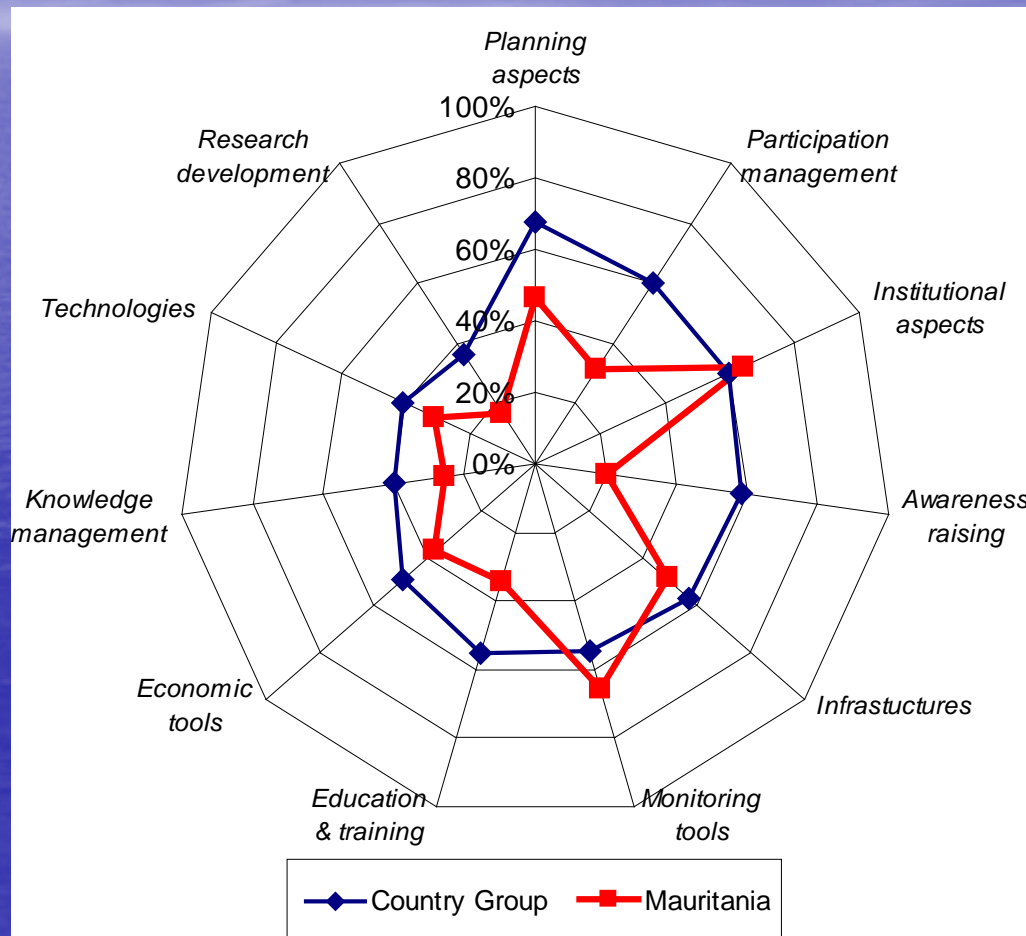 Planning
aspects
100%
80%
60%
40%
20%
0%
Participation
management
Institutional
aspects
Awareness
raising
Infrastuctures
Monitoring
tools
Education
& training
Economic
tools
Knowledge
management
Technologies
Research
development
Country Group
Mauritania